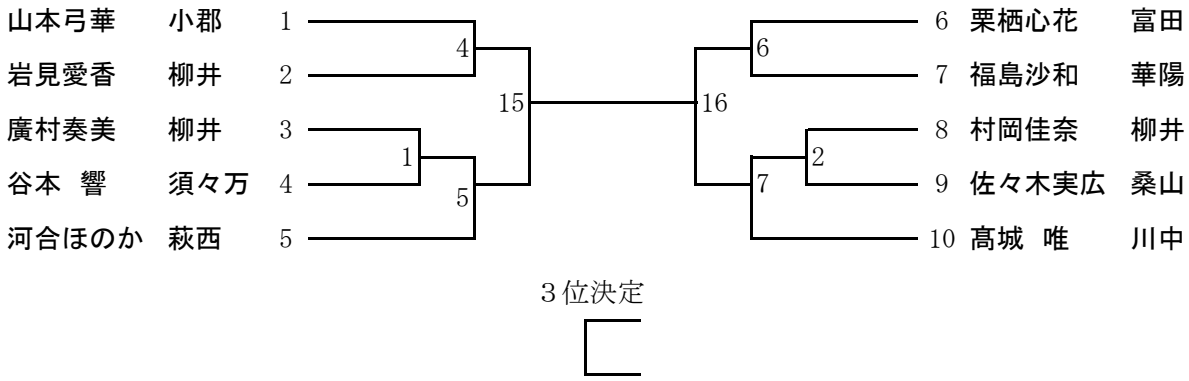 山本弓華 小郡 1
岩見愛香 柳井 2
廣村奏美 柳井 3
谷本 響 須々万 4
河合ほのか 萩西 5
4
15
1
5
6 栗栖心花 富田
7 福島沙和 華陽
8 村岡佳奈 柳井
9 佐々木実広 桑山
10 髙城 唯 川中
6
16
2
7
３位決定